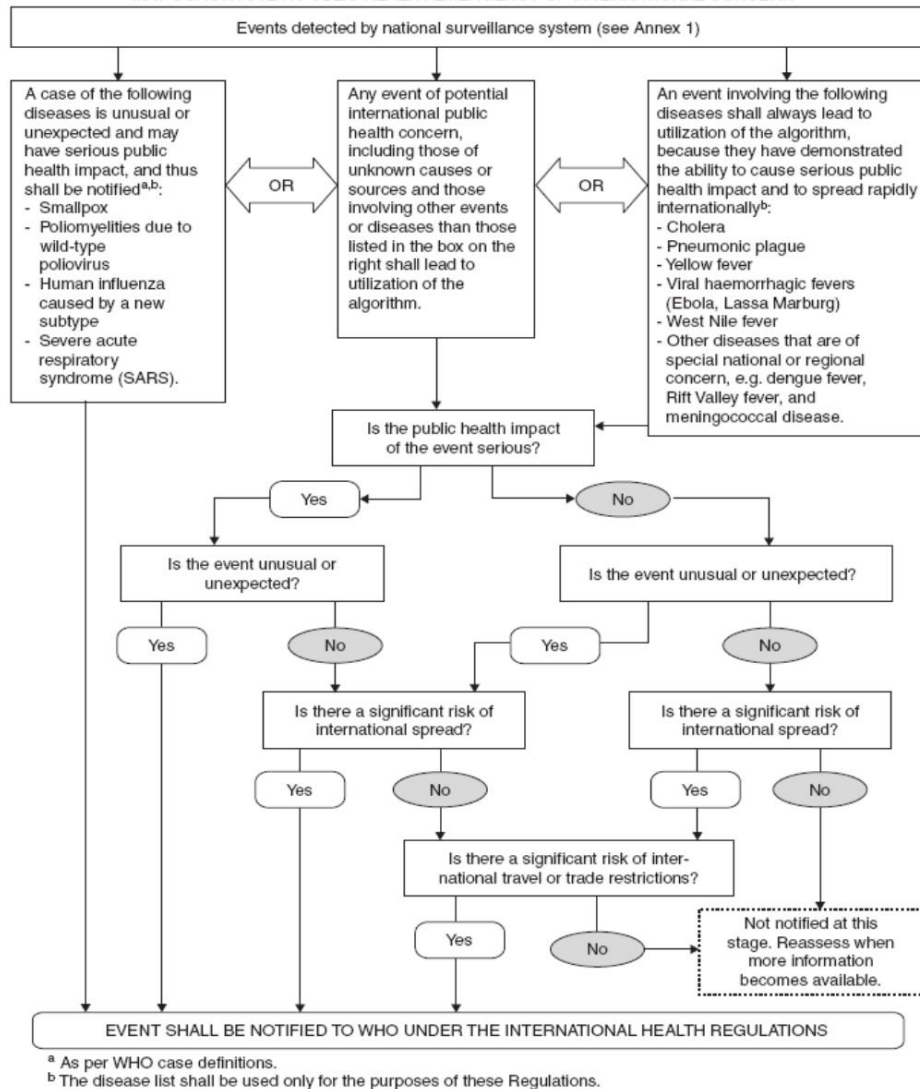 Events detected by national surveillance system (see Annex 1)
A case of the following
diseases is unusual or
unexpected and may
have serious public
health impact, and thus
shall be notifiedᵃ,ᵇ:
- Smallpox
- Poliomyelities due to
wild-type
poliovirus
- Human influenza
caused by a new
subtype
- Severe acute
respiratory
syndrome (SARS).
OR
Any event of potential
international public
health concern,
including those of
unknown causes or
sources and those
involving other events
or diseases than those
listed in the box on the
right shall lead to
utilization of the
algorithm.
OR
An event involving the following
diseases shall always lead to
utilization of the algorithm,
because they have demonstrated
the ability to cause serious public
health impact and to spread rapidly
internationallyᵇ:
- Cholera
- Pneumonic plague
- Yellow fever
- Viral haemorrhagic fevers
(Ebola, Lassa Marburg)
- West Nile fever
- Other diseases that are of
special national or regional
concern, e.g. dengue fever,
Rift Valley fever, and
meningococcal disease.
Is the public health impact
of the event serious?
Yes
No
Is the event unusual or
unexpected?
Is the event unusual or unexpected?
Yes
No
Yes
No
Is there a significant risk of
international spread?
Is there a significant risk of
international spread?
Yes
No
Yes
No
Is there a significant risk of inter-
national travel or trade restrictions?
Yes
No
Not notified at this
stage. Reassess when
more information
becomes available.
EVENT SHALL BE NOTIFIED TO WHO UNDER THE INTERNATIONAL HEALTH REGULATIONS
ᵃ As per WHO case definitions.
ᵇ The disease list shall be used only for the purposes of these Regulations.